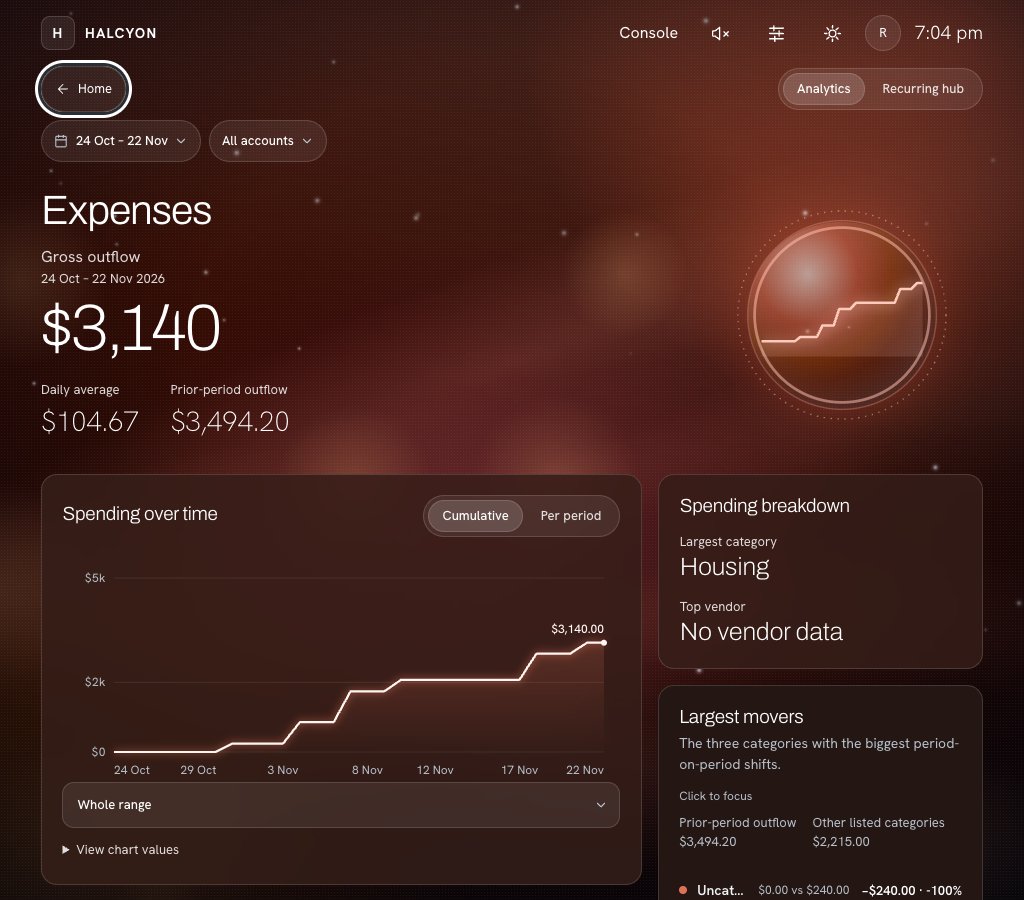 H HALCYON
Console
R
7:04 pm
← Home
Analytics
Recurring hub
24 Oct – 22 Nov
All accounts
Expenses
Gross outflow
24 Oct – 22 Nov 2026
$3,140
Daily average
Prior-period outflow
$104.67
$3,494.20
Spending over time
Cumulative
Per period
$5k
$3,140.00
$2k
$0
24 Oct 29 Oct 3 Nov 8 Nov 12 Nov 17 Nov 22 Nov
Whole range
View chart values
Spending breakdown
Largest category
Housing
Top vendor
No vendor data
Largest movers
The three categories with the biggest period-
on-period shifts.
Click to focus
Prior-period outflow
Other listed categories
$3,494.20
$2,215.00
Uncat... $0.00 vs $240.00 −$240.00 · -100%